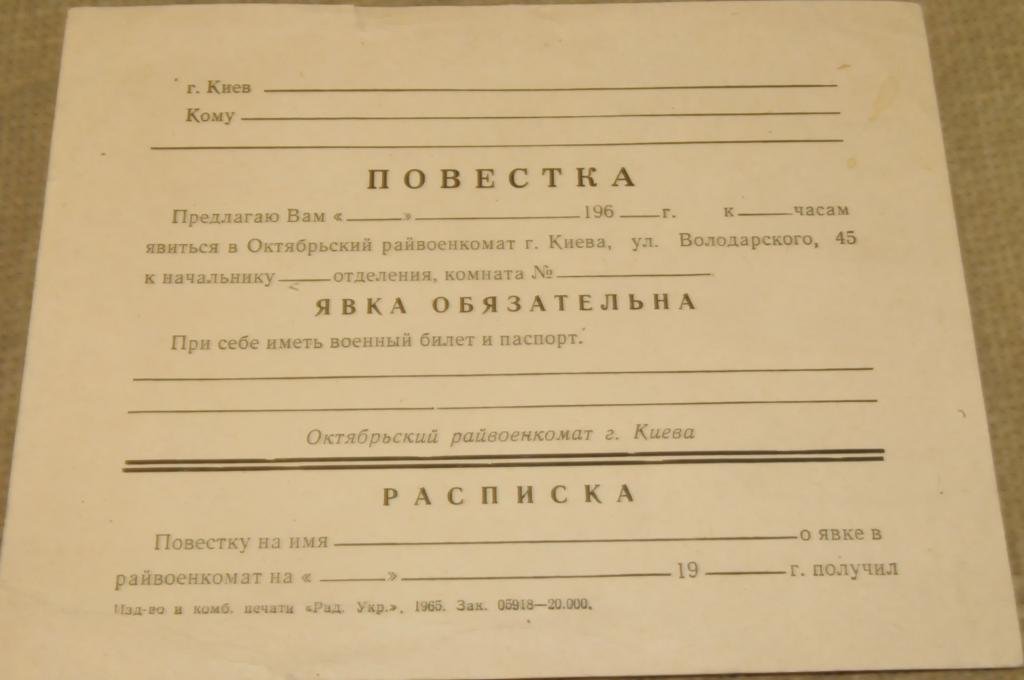 г. Киев
Кому
ПОВЕСТКА
Предлагаю Вам « » 196 г. к часам
явиться в Октябрьский райвоенкомат г. Киева, ул. Володарского, 45
к начальнику отделения, комната №
ЯВКА ОБЯЗАТЕЛЬНА
При себе иметь военный билет и паспорт.
Октябрьский райвоенкомат г. Киева
РАСПИСКА
Повестку на имя о явке в
райвоенкомат на « » 19 г. получил
Изд-во и комб. печати «Рад. Укр.», 1965. Зак. 05918—20.000.